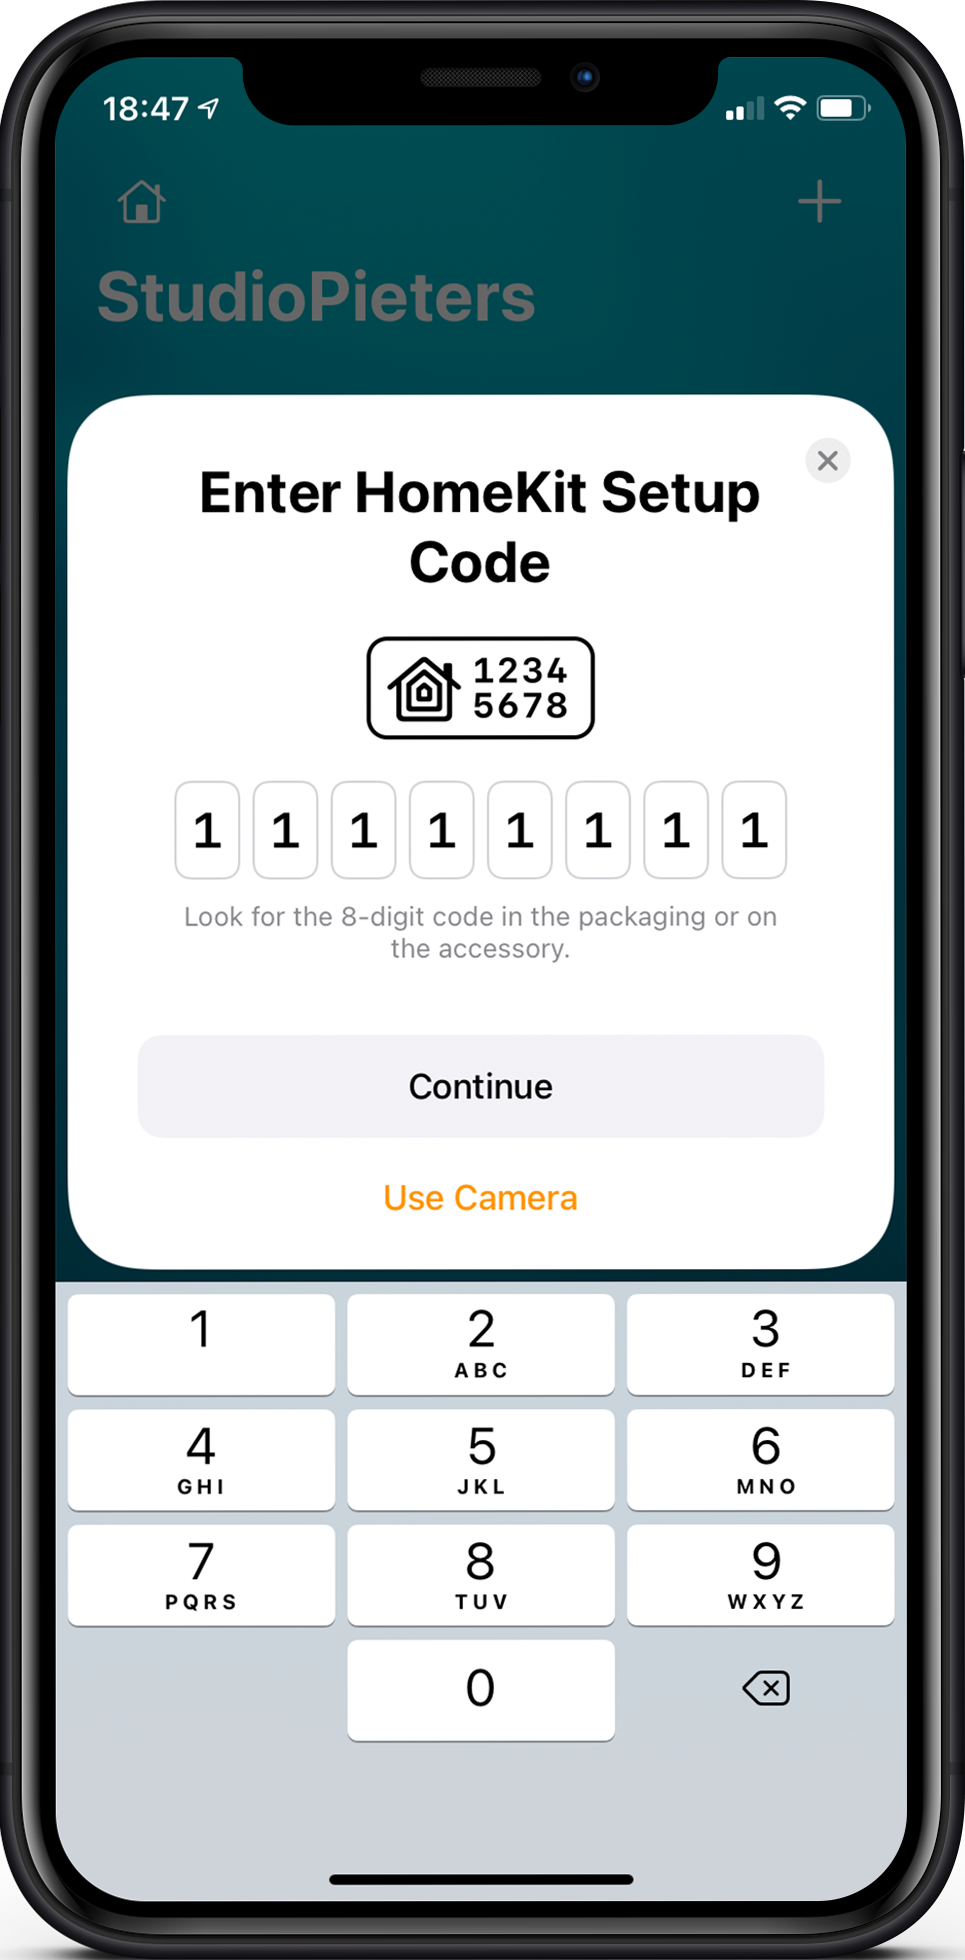 18:47
StudioPieters
Enter HomeKit Setup
Code
1234
5678
1 1 1 1 1 1 1 1
Look for the 8-digit code in the packaging or on
the accessory.
Continue
Use Camera
1 2 3
ABC DEF
4 5 6
GHI JKL MNO
7 8 9
PQRS TUV WXYZ
0